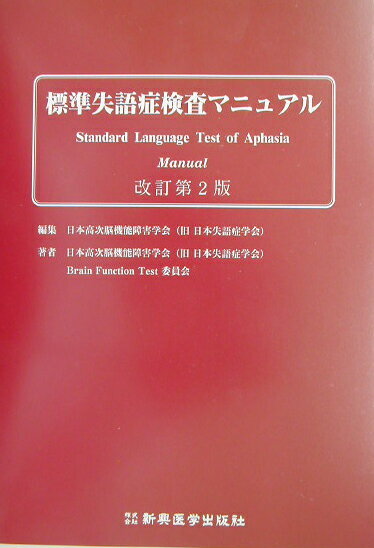 標準失語症検査マニュアル
Standard Language Test of Aphasia
Manual
改訂第2版
編集 日本高次脳機能障害学会（旧 日本失語症学会）
著者 日本高次脳機能障害学会（旧 日本失語症学会）
Brain Function Test 委員会
株式会社 新興医学出版社